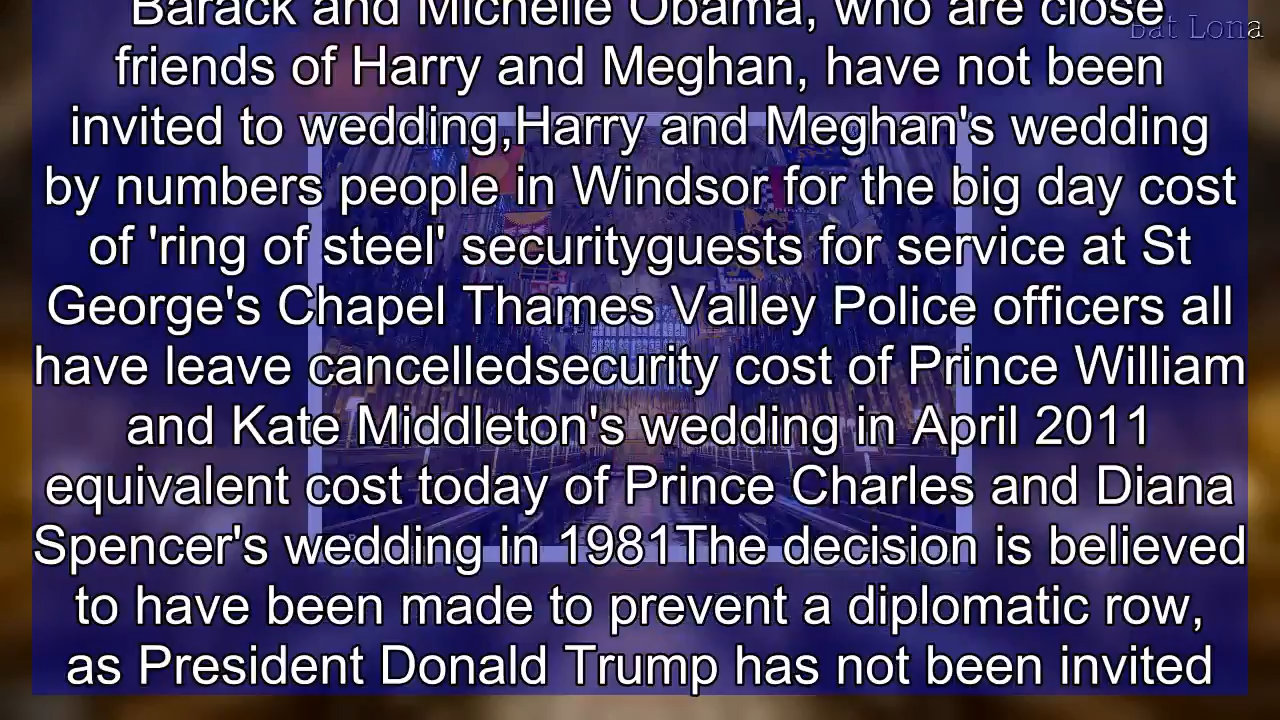 Barack and Michelle Obama, who are close
Bat Lona
friends of Harry and Meghan, have not been
invited to wedding,Harry and Meghan's wedding
by numbers people in Windsor for the big day cost
of 'ring of steel' securityguests for service at St
George's Chapel Thames Valley Police officers all
have leave cancelledsecurity cost of Prince William
and Kate Middleton's wedding in April 2011
equivalent cost today of Prince Charles and Diana
Spencer's wedding in 1981The decision is believed
to have been made to prevent a diplomatic row,
as President Donald Trump has not been invited